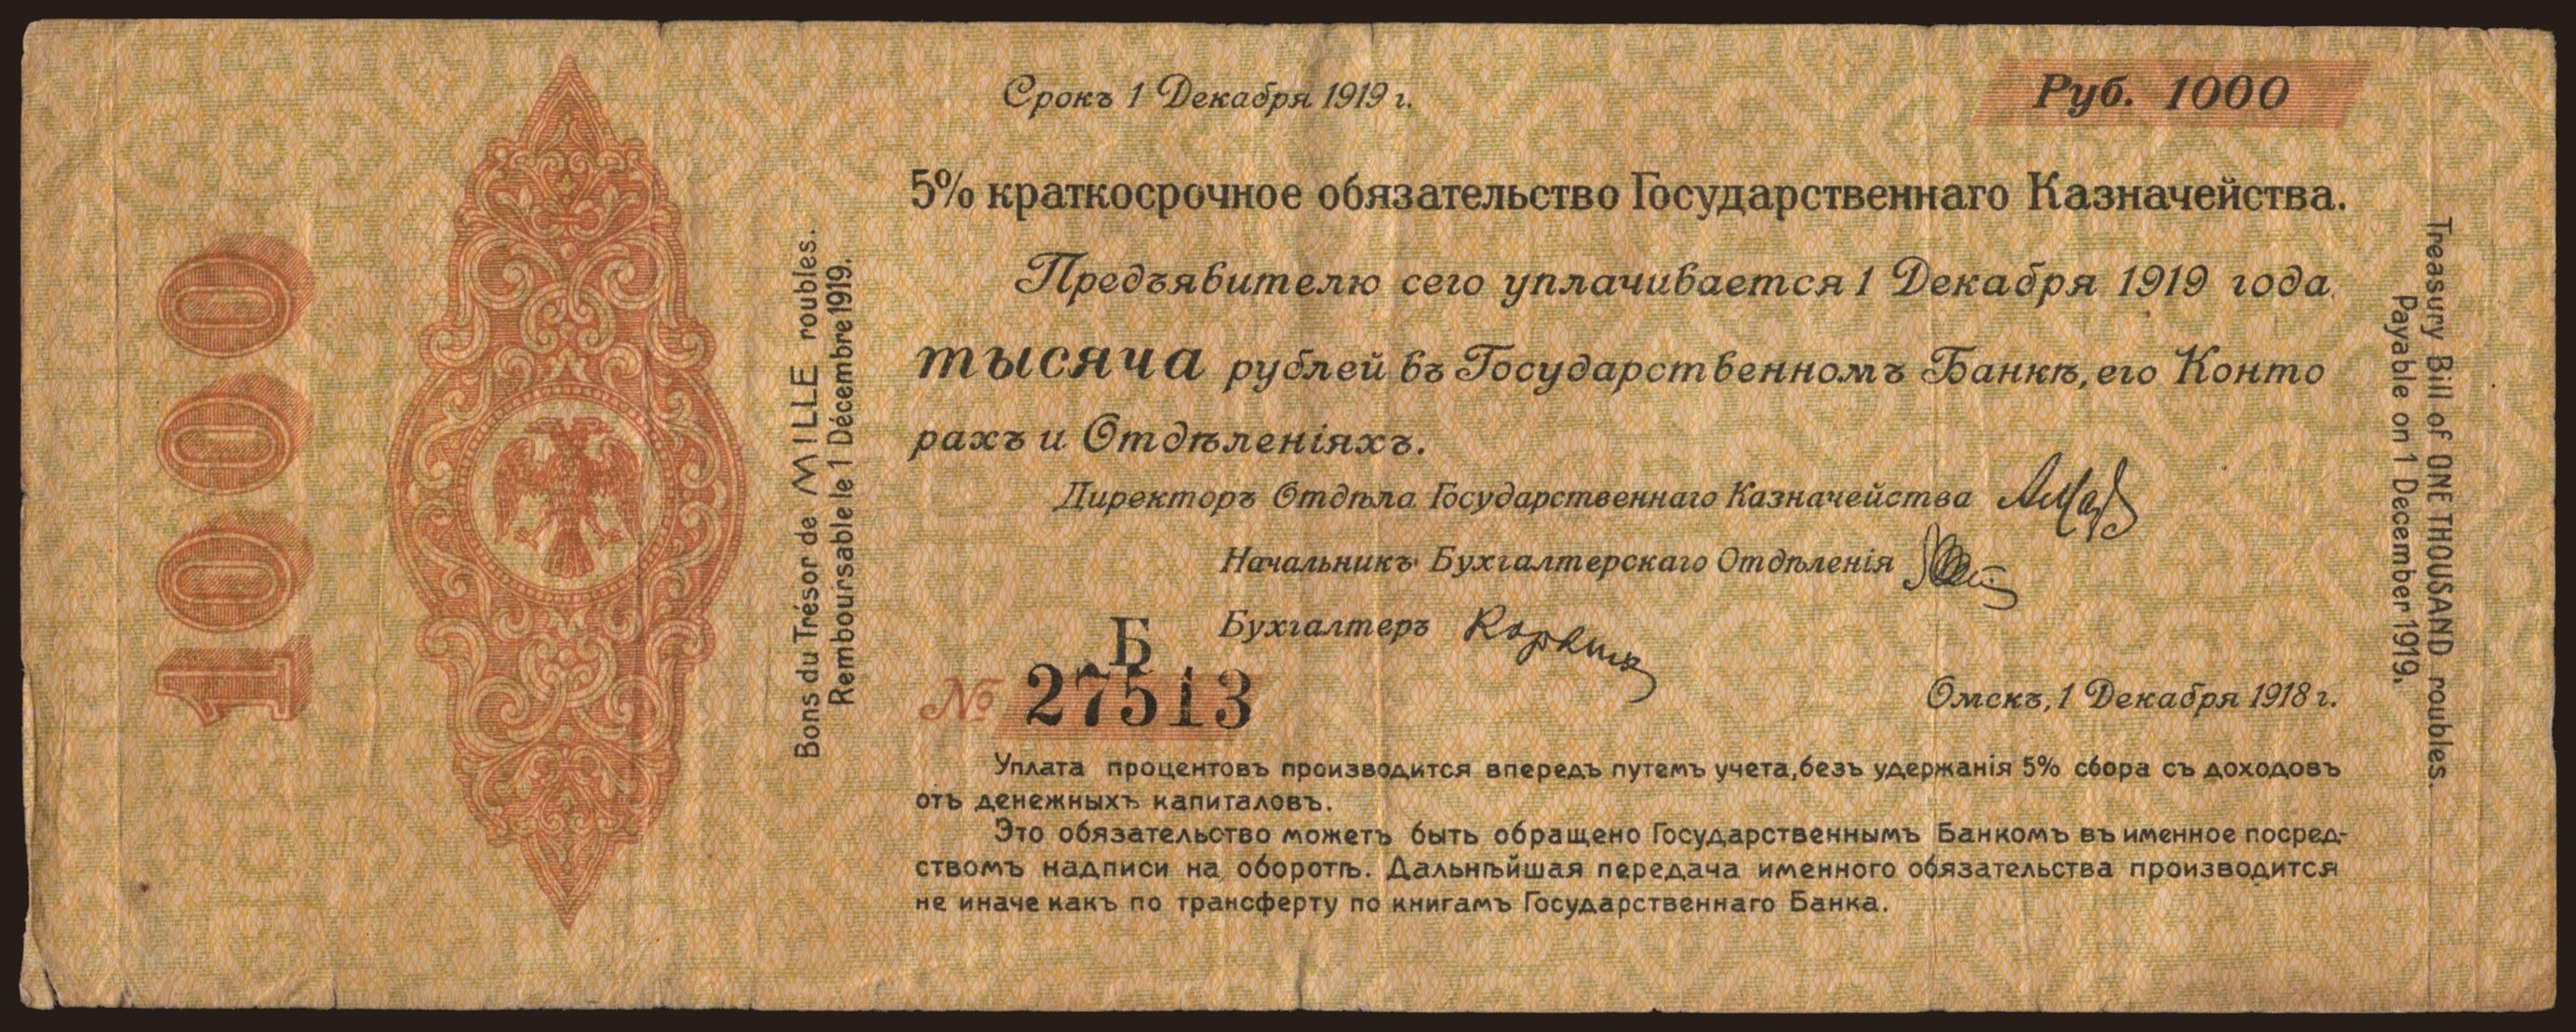 Срокъ 1 Декабря 1919 г.
Руб. 1000
5% краткосрочное обязательство Государственнаго Казначейства.
Предъявителю сего уплачивается 1 Декабря 1919 года
тысяча рублей въ Государственномъ Банкѣ, его Конто
рахъ и Отдѣленіяхъ.
Директоръ Отдѣла Государственнаго Казначейства
Начальникъ Бухгалтерскаго Отдѣленія
Бухгалтеръ
Б
№ 27513
Омскъ, 1 Декабря 1918 г.
Уплата процентовъ производится впередъ путемъ учета, безъ удержанія 5% сбора съ доходовъ
отъ денежныхъ капиталовъ.
Это обязательство можетъ быть обращено Государственнымъ Банкомъ въ именное посред-
ствомъ надписи на оборотѣ. Дальнѣйшая передача именного обязательства производится
не иначе какъ по трансферту по книгамъ Государственнаго Банка.
1000
Bons du Trésor de MILLE roubles.
Remboursable le 1 Décembre 1919.
Treasury Bill of ONE THOUSAND roubles.
Payable on 1 December 1919.